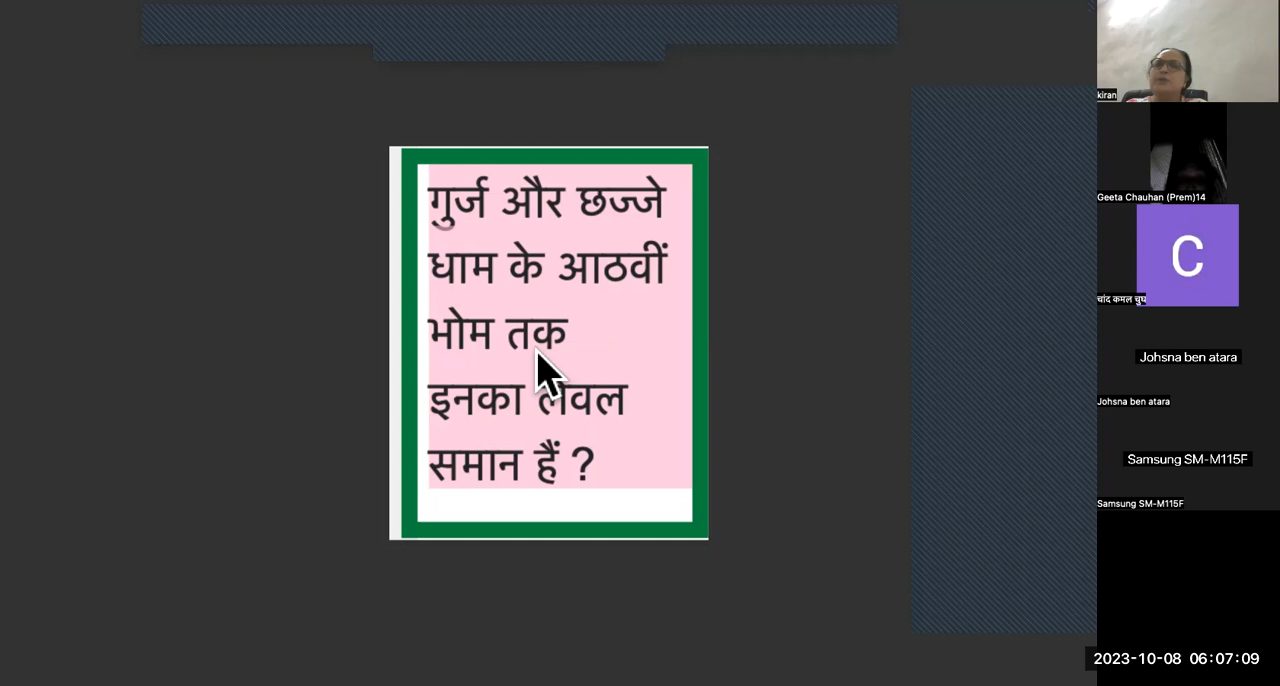 गुर्ज और छज्जे
धाम के आठवीं
भोम तक
इनका लेवल
समान हैं ?
kiran
Geeta Chauhan (Prem)14
C
चांद कमल चुघ
Johsna ben atara
Johsna ben atara
Samsung SM-M115F
Samsung SM-M115F
2023-10-08 06:07:09